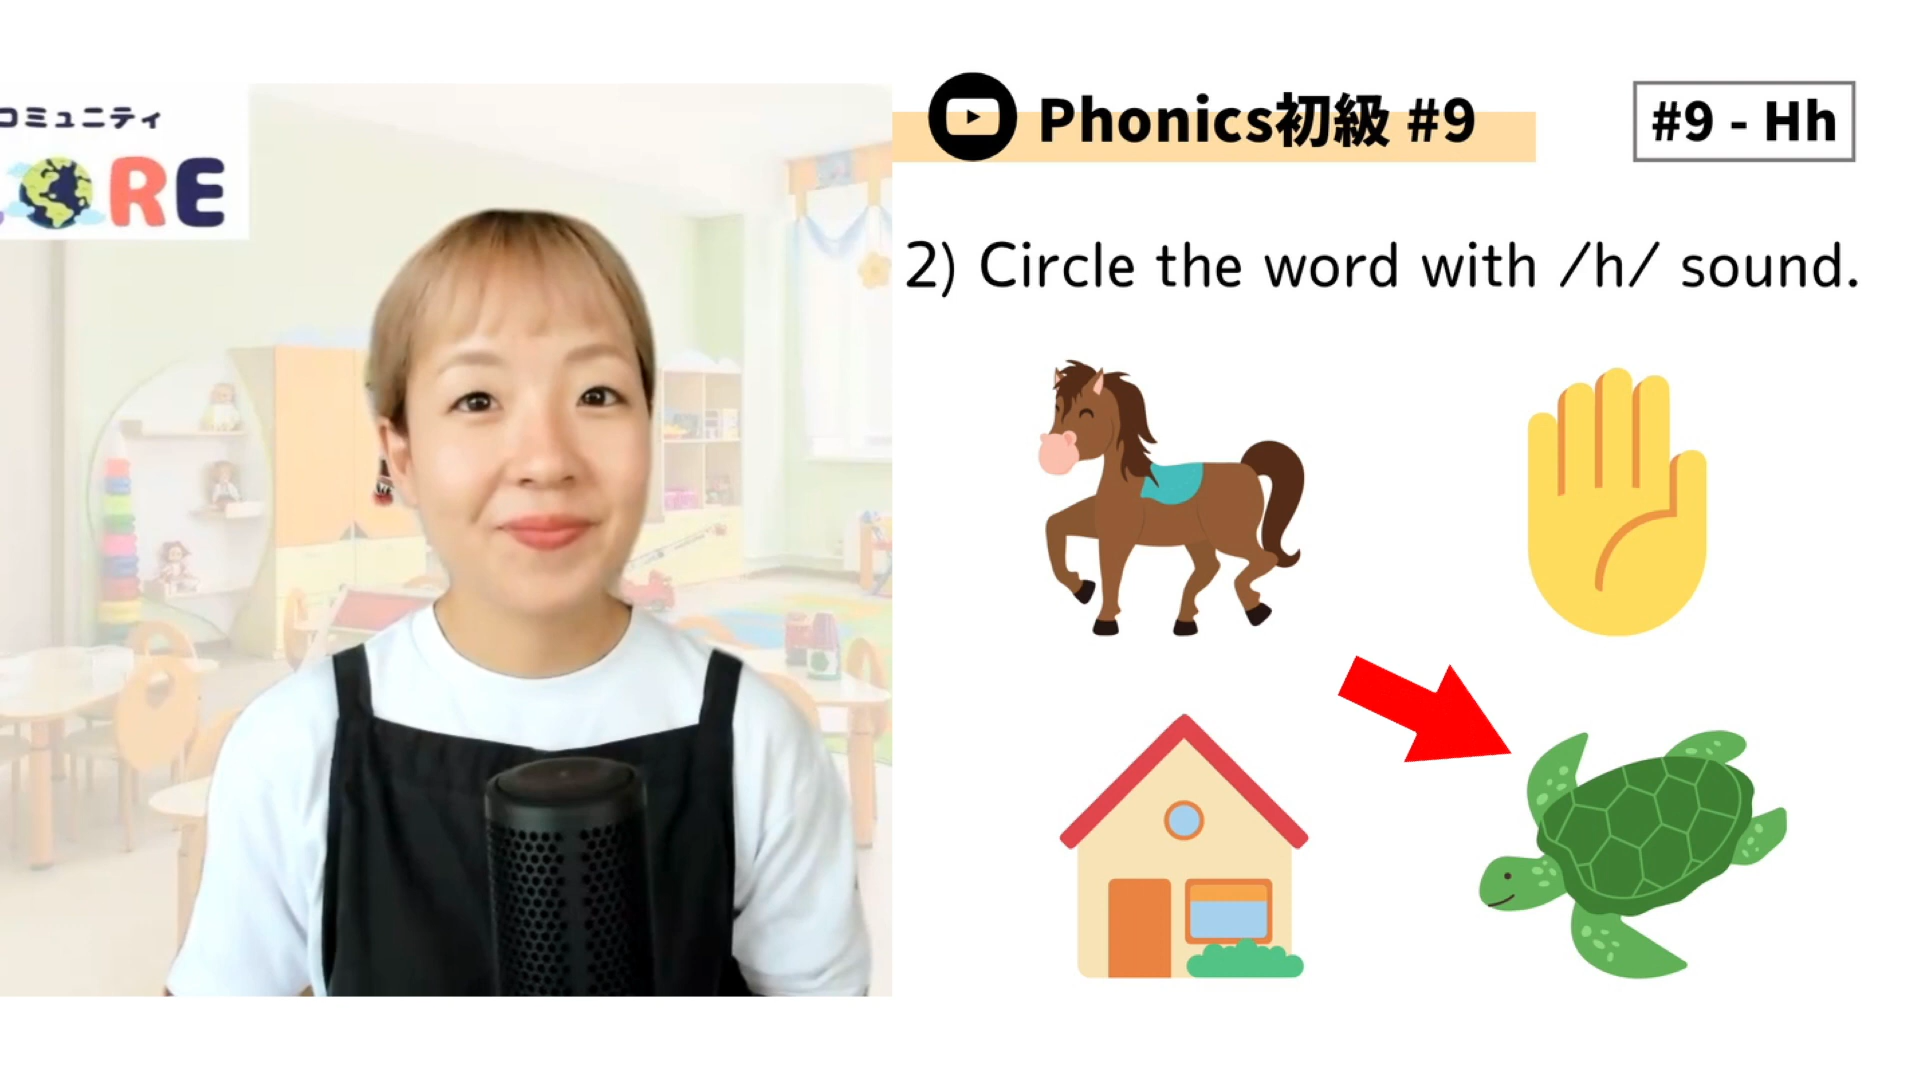 コミュニティ
ORE
Phonics初級 #9
#9 - Hh
2) Circle the word with /h/ sound.